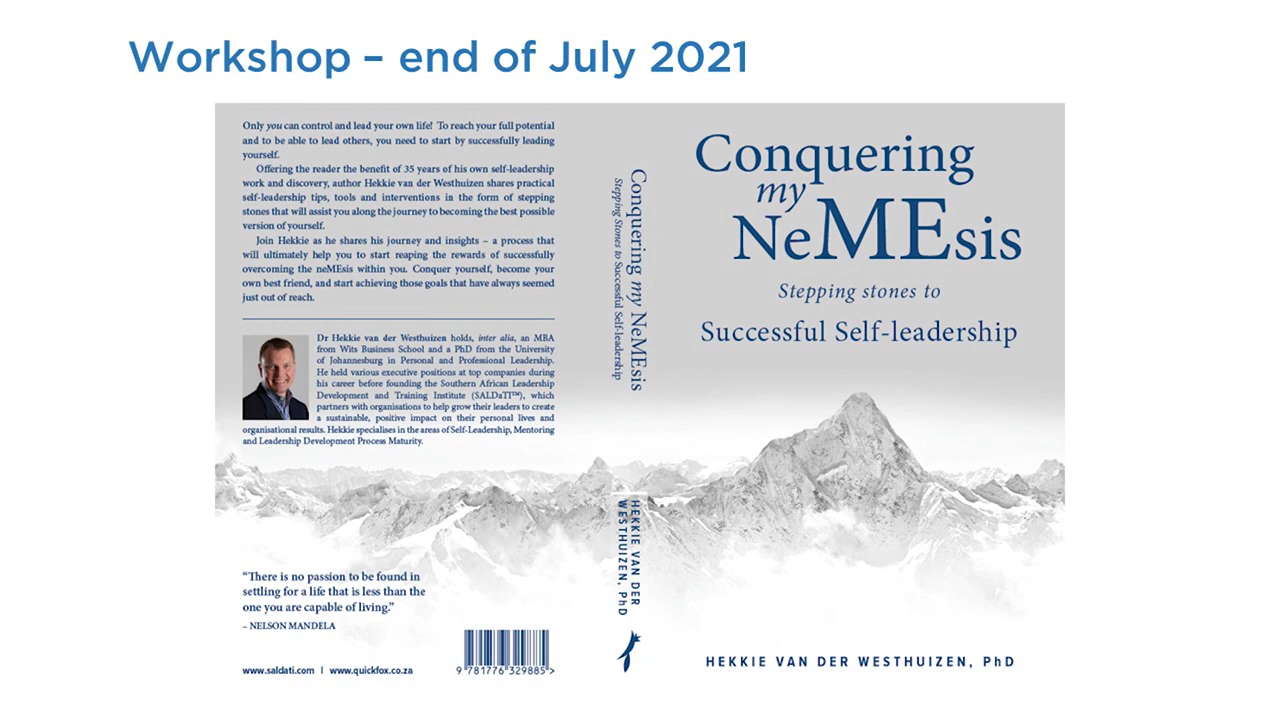 Workshop – end of July 2021
Only you can control and lead your own life! To reach your full potential
and to be able to lead others, you need to start by successfully leading
yourself.
Offering the reader the benefit of 35 years of his own self-leadership
work and discovery, author Hekkie van der Westhuizen shares practical
self-leadership tips, tools and interventions in the form of stepping
stones that will assist you along the journey to becoming the best possible
version of yourself.
Join Hekkie as he shares his journey and insights – a process that
will ultimately help you to start reaping the rewards of successfully
overcoming the neMEsis within you. Conquer yourself, become your
own best friend, and start achieving those goals that have always seemed
just out of reach.
Dr Hekkie van der Westhuizen holds, inter alia, an MBA
from Wits Business School and a PhD from the University
of Johannesburg in Personal and Professional Leadership.
He held various executive positions at top companies during
his career before founding the Southern African Leadership
Development and Training Institute (SALDaTI™), which
partners with organisations to help grow their leaders to create
a sustainable, positive impact on their personal lives and
organisational results. Hekkie specialises in the areas of Self-Leadership, Mentoring
and Leadership Development Process Maturity.
“There is no passion to be found in
settling for a life that is less than the
one you are capable of living.”
– NELSON MANDELA
www.saldati.com | www.quickfox.co.za
9 781776 329885 >
Conquering my NeMEsis
Stepping Stones to Successful Self-leadership
HEKKIE VAN DER
WESTHUIZEN, PhD
Conquering
my
NeMEsis
Stepping stones to
Successful Self-leadership
HEKKIE VAN DER WESTHUIZEN, PhD